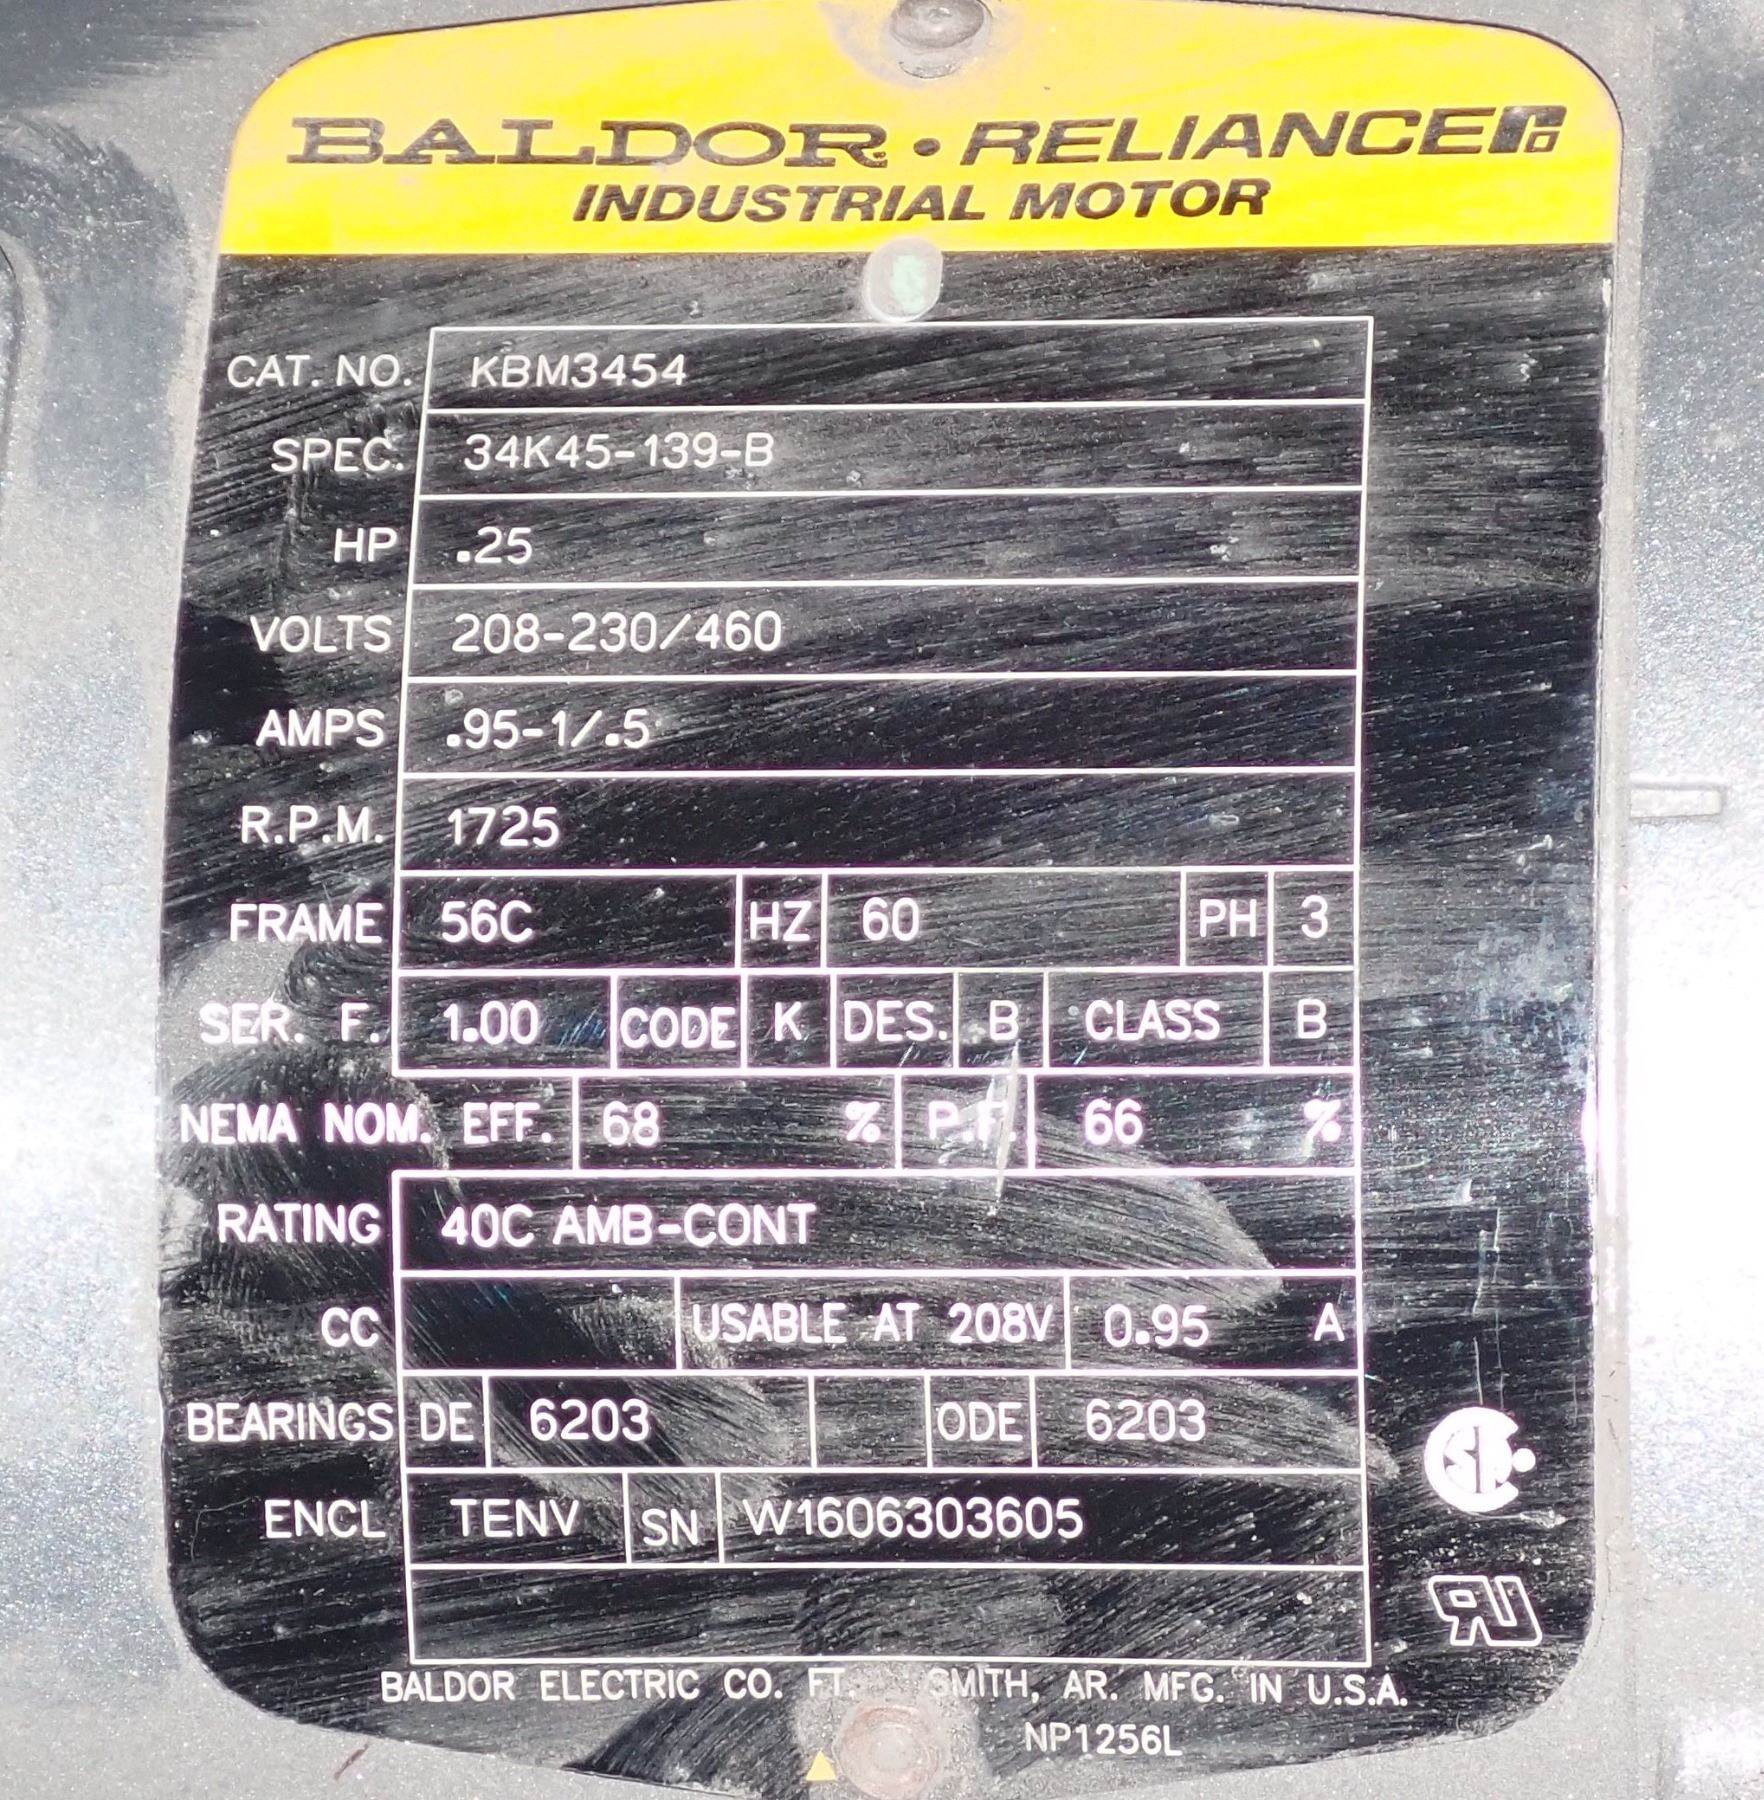 BALDOR • RELIANCE
INDUSTRIAL MOTOR
CAT. NO. KBM3454
SPEC. 34K45-139-B
HP .25
VOLTS 208-230/460
AMPS .95-1/.5
R.P.M. 1725
FRAME 56C HZ 60 PH 3
SER. F. 1.00 CODE K DES. B CLASS B
NEMA NOM. EFF. 68 % P.F. 66 %
RATING 40C AMB-CONT
CC USABLE AT 208V 0.95 A
BEARINGS DE 6203 ODE 6203
ENCL TENV SN W1606303605
BALDOR ELECTRIC CO. FT. SMITH, AR. MFG. IN U.S.A.
NP1256L